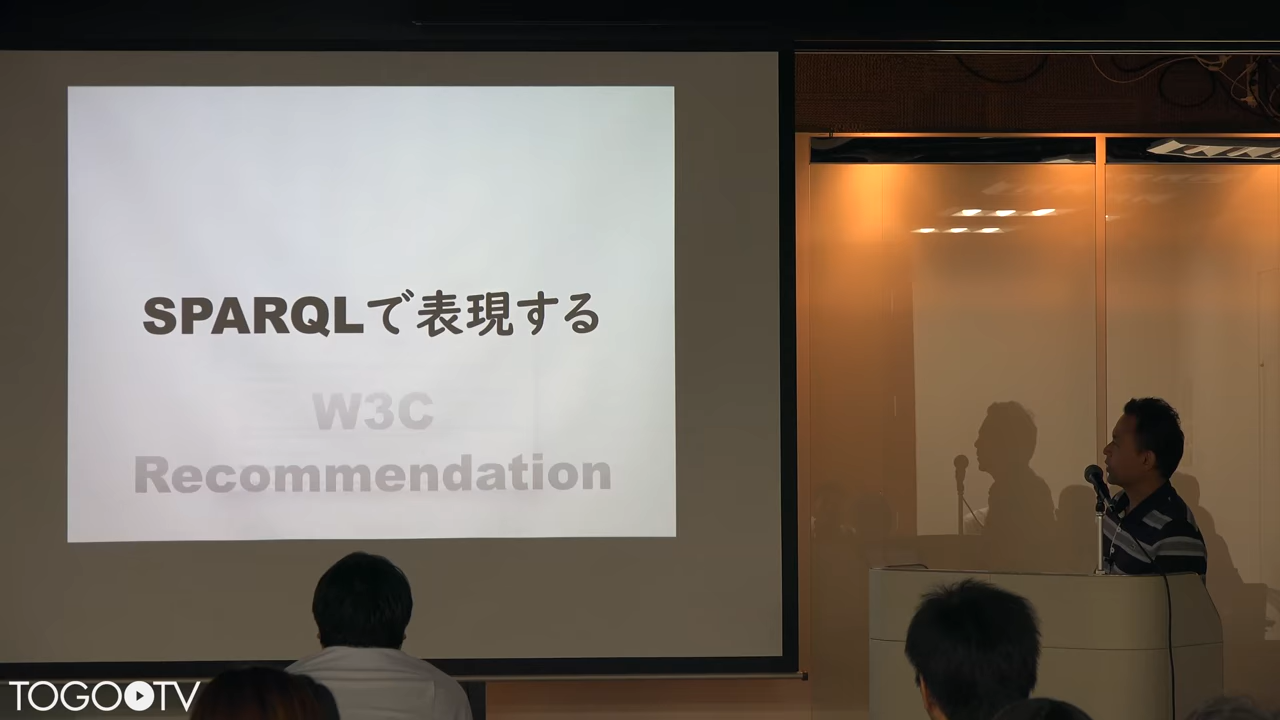 SPARQLで表現する
W3C
Recommendation
TOGOTV